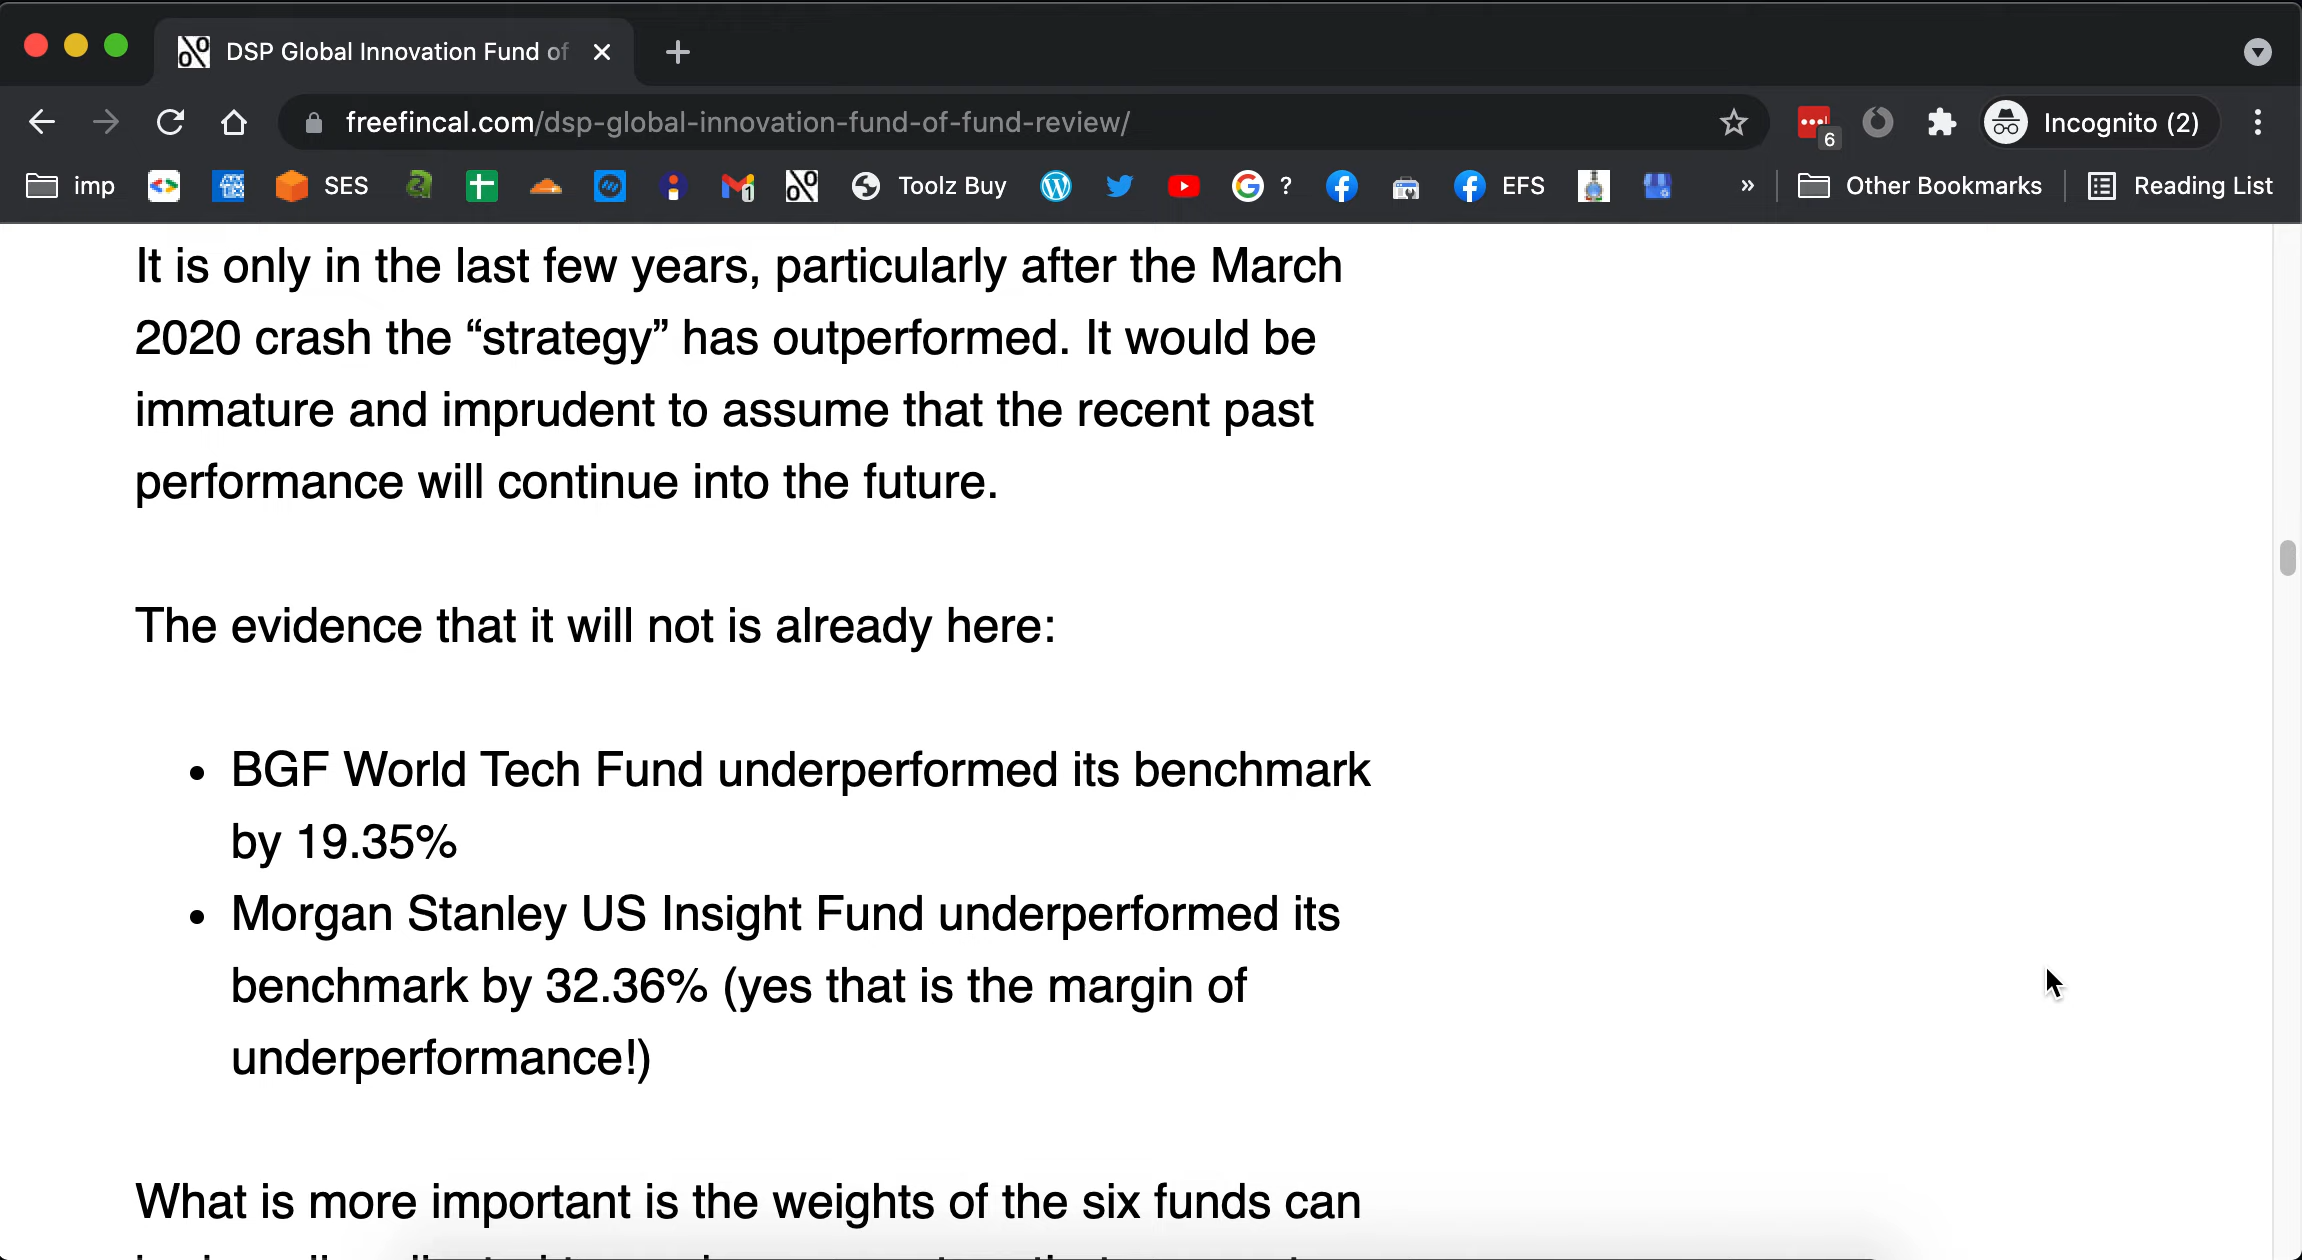 DSP Global Innovation Fund of
freefincal.com/dsp-global-innovation-fund-of-fund-review/
6
Incognito (2)
imp
SES
1
Toolz Buy
?
EFS
»
Other Bookmarks
Reading List
It is only in the last few years, particularly after the March
2020 crash the “strategy” has outperformed. It would be
immature and imprudent to assume that the recent past
performance will continue into the future.
The evidence that it will not is already here:
• BGF World Tech Fund underperformed its benchmark
by 19.35%
• Morgan Stanley US Insight Fund underperformed its
benchmark by 32.36% (yes that is the margin of
underperformance!)
What is more important is the weights of the six funds can